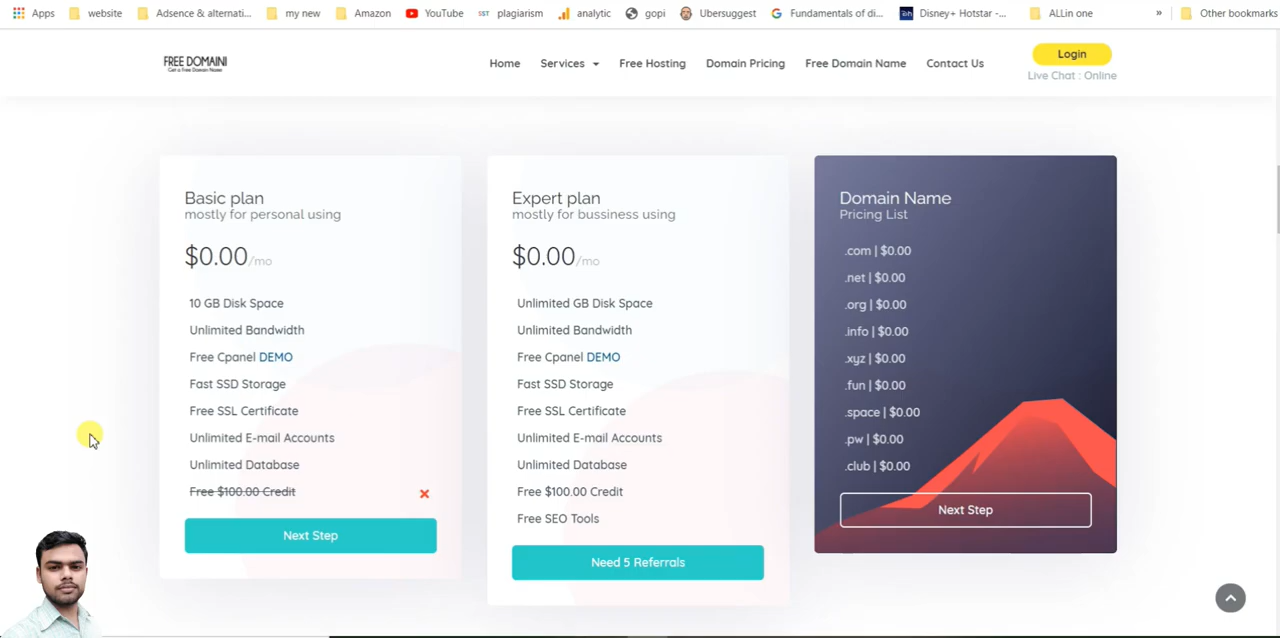 Apps website Adsence & alternati... my new Amazon YouTube SST plagiarism analytic gopi Ubersuggest Fundamentals of di... Disney+ Hotstar -... ALLin one » Other bookmarks
FREE DOMAIN!
Get a Free Domain Name
Home Services Free Hosting Domain Pricing Free Domain Name Contact Us
Login
Live Chat : Online
Basic plan
mostly for personal using
$0.00/mo
10 GB Disk Space
Unlimited Bandwidth
Free Cpanel DEMO
Fast SSD Storage
Free SSL Certificate
Unlimited E-mail Accounts
Unlimited Database
Free $100.00 Credit
Next Step
Expert plan
mostly for bussiness using
$0.00/mo
Unlimited GB Disk Space
Unlimited Bandwidth
Free Cpanel DEMO
Fast SSD Storage
Free SSL Certificate
Unlimited E-mail Accounts
Unlimited Database
Free $100.00 Credit
Free SEO Tools
Need 5 Referrals
Domain Name
Pricing List
.com | $0.00
.net | $0.00
.org | $0.00
.info | $0.00
.xyz | $0.00
.fun | $0.00
.space | $0.00
.pw | $0.00
.club | $0.00
Next Step